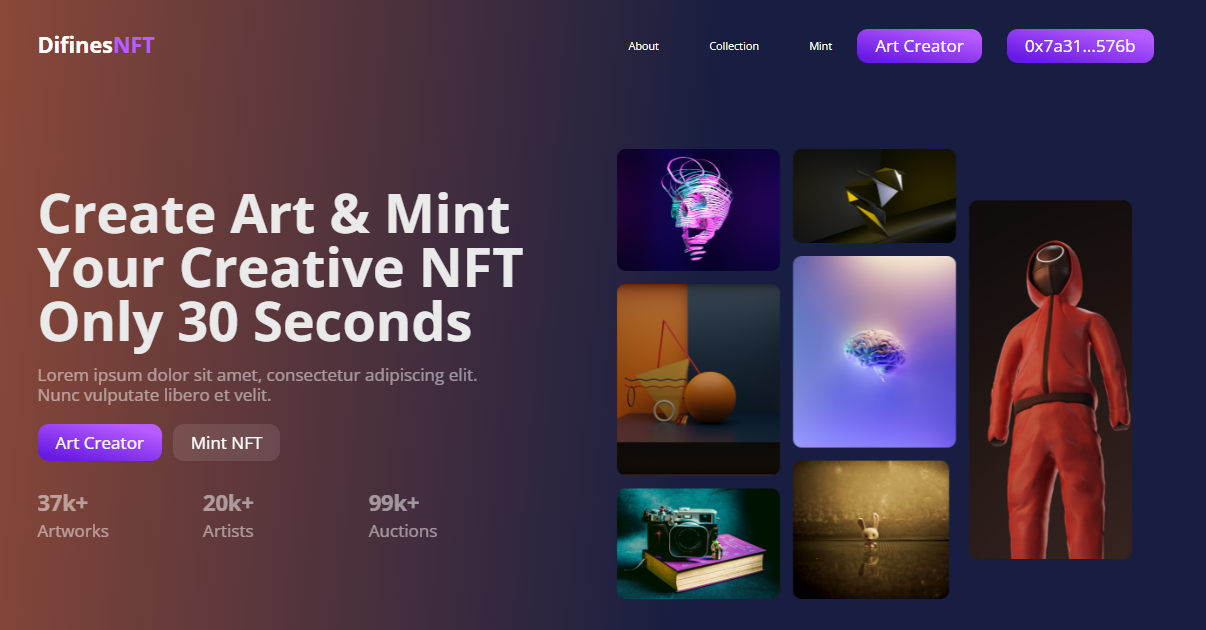 DifinesNFT
About
Collection
Mint
Art Creator
0x7a31...576b
Create Art & Mint
Your Creative NFT
Only 30 Seconds
Lorem ipsum dolor sit amet, consectetur adipiscing elit.
Nunc vulputate libero et velit.
Art Creator
Mint NFT
37k+
Artworks
20k+
Artists
99k+
Auctions